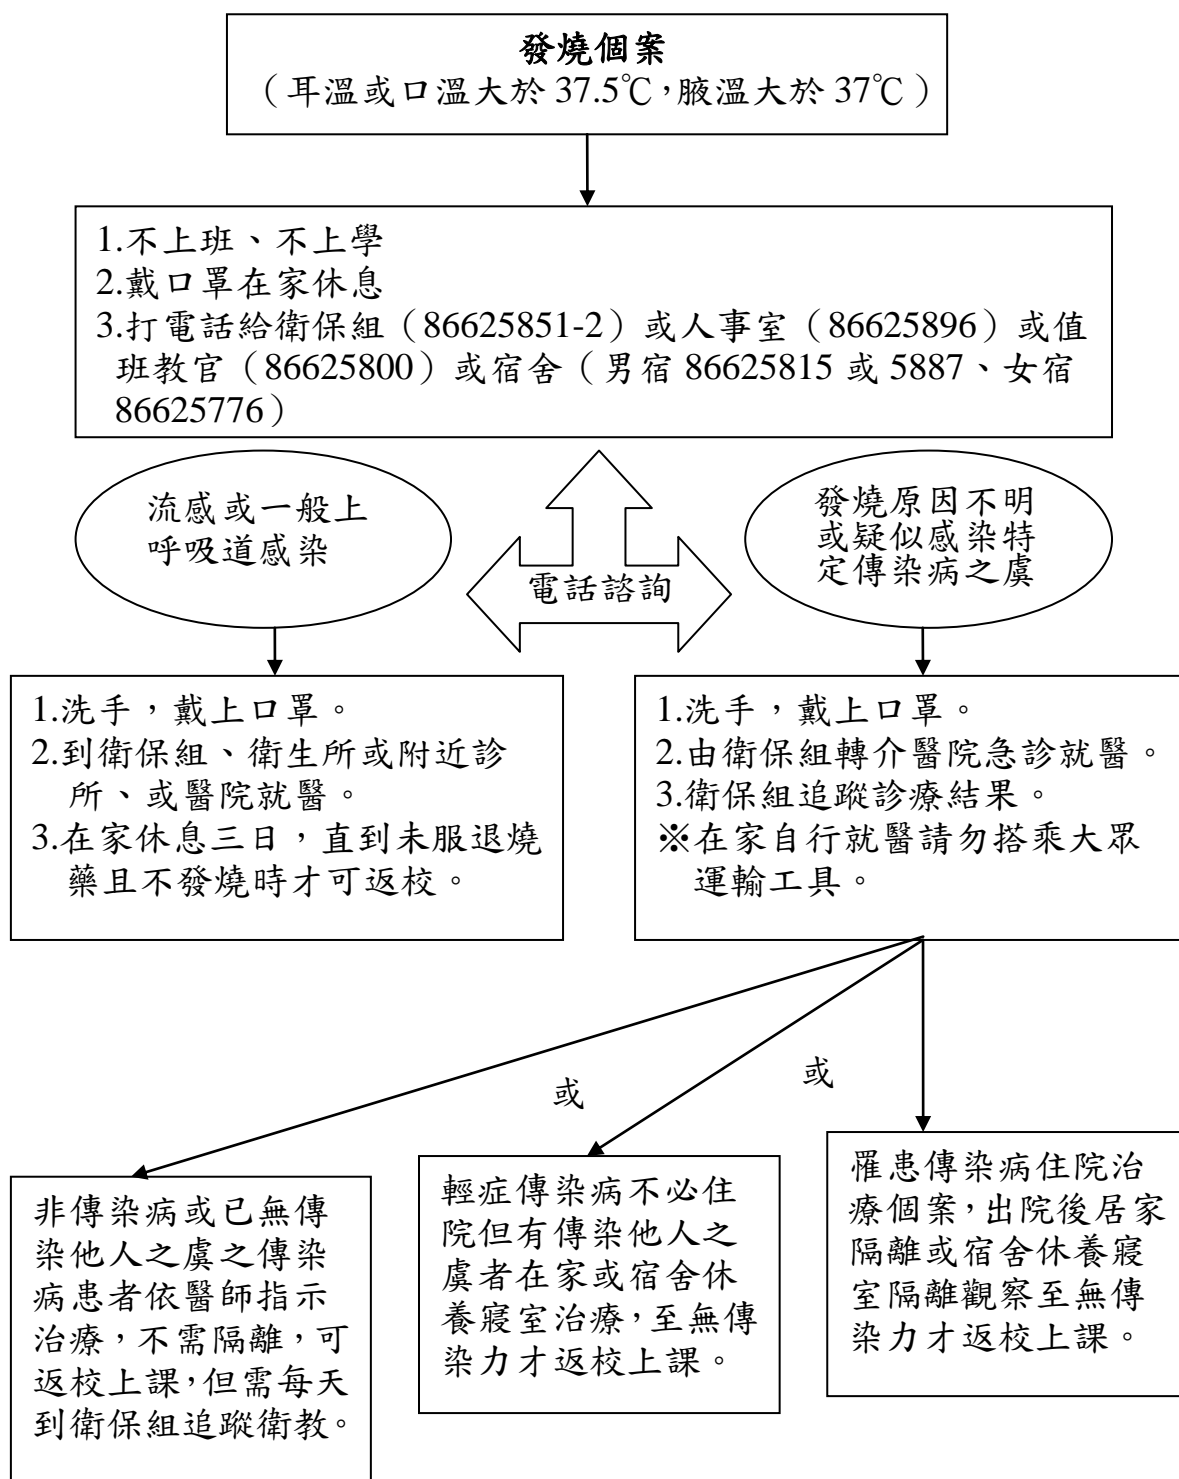 發燒個案
（耳溫或口溫大於 37.5℃，腋溫大於 37℃）
1.不上班、不上學
2.戴口罩在家休息
3.打電話給衛保組（86625851-2）或人事室（86625896）或值
班教官（86625800）或宿舍（男宿 86625815 或 5887、女宿
86625776）
流感或一般上
呼吸道感染
電話諮詢
發燒原因不明
或疑似感染特
定傳染病之虞
1.洗手，戴上口罩。
2.到衛保組、衛生所或附近診
所、或醫院就醫。
3.在家休息三日，直到未服退燒
藥且不發燒時才可返校。
1.洗手，戴上口罩。
2.由衛保組轉介醫院急診就醫。
3.衛保組追蹤診療結果。
※在家自行就醫請勿搭乘大眾
運輸工具。
或
或
非傳染病或已無傳
染他人之虞之傳染
病患者依醫師指示
治療，不需隔離，可
返校上課，但需每天
到衛保組追蹤衛教。
輕症傳染病不必住
院但有傳染他人之
虞者在家或宿舍休
養寢室治療，至無傳
染力才返校上課。
罹患傳染病住院治
療個案，出院後居家
隔離或宿舍休養寢
室隔離觀察至無傳
染力才返校上課。